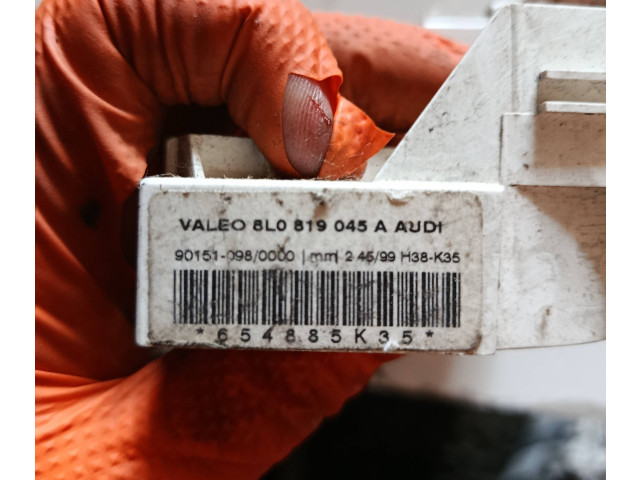 VALEO 8L0 819 045 A AUDI
90151-098/0000 |mm| 2 45/99 H38-K35
*654885K35*